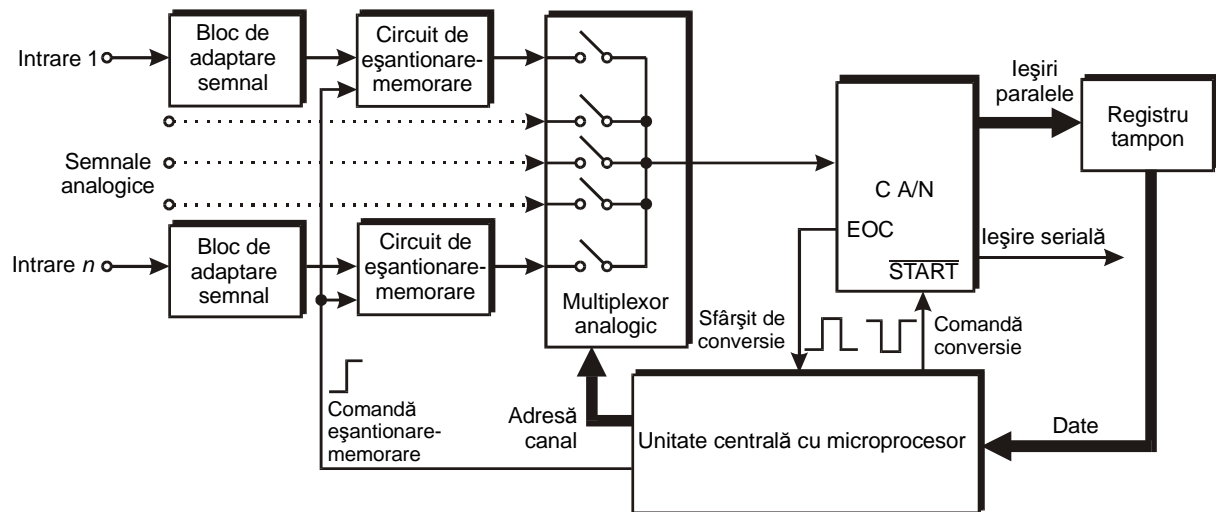 Intrare 1
Bloc de
adaptare
semnal
Circuit de
eşantionare-
memorare
Semnale
analogice
Intrare n
Bloc de
adaptare
semnal
Circuit de
eşantionare-
memorare
Multiplexor
analogic
C A/N
EOC
START
Ieşiri
paralele
Registru
tampon
Ieşire serială
Sfârşit de
conversie
Comandă
conversie
Comandă
eşantionare-
memorare
Adresă
canal
Unitate centrală cu microprocesor
Date